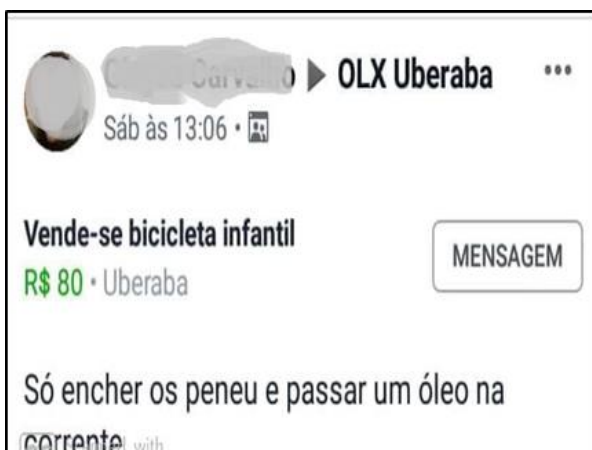 ▶ OLX Uberaba
Sáb às 13:06 •
Vende-se bicicleta infantil
R$ 80 • Uberaba
MENSAGEM
Só encher os peneu e passar um óleo na
corrente
with